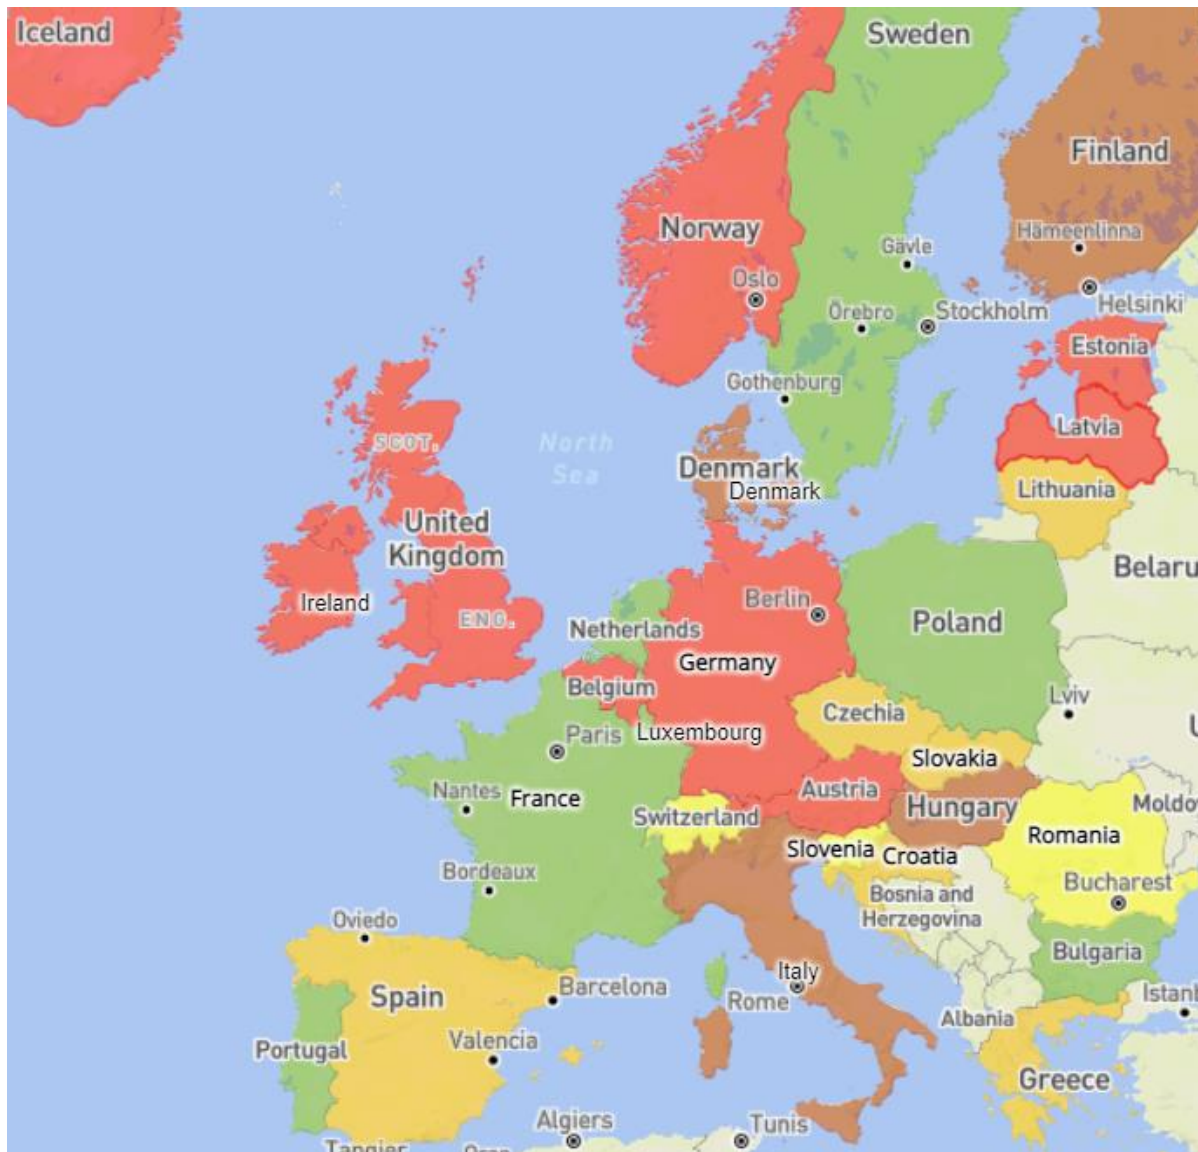 Iceland
Sweden
Finland
Norway
Hämeenlinna
Gävle
Oslo
Helsinki
Örebro
Stockholm
Estonia
Gothenburg
Latvia
SCOT.
North
Sea
Denmark
Denmark
Lithuania
United
Kingdom
Belaru
Ireland
Berlin
ENG.
Netherlands
Poland
Germany
Belgium
Lviv
Czechia
Paris
Luxembourg
Slovakia
Nantes
France
Austria
Hungary
Moldo
Switzerland
Romania
Slovenia
Croatia
Bordeaux
Bosnia and
Herzegovina
Bucharest
Oviedo
Bulgaria
Italy
Spain
Barcelona
Rome
Istanb
Albania
Portugal
Valencia
Greece
Algiers
Tunis
Tangier